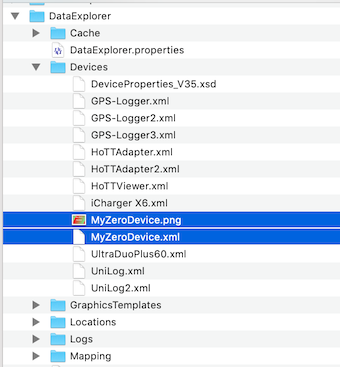 DataExplorer
Cache
DataExplorer.properties
Devices
DeviceProperties_V35.xsd
GPS-Logger.xml
GPS-Logger2.xml
GPS-Logger3.xml
HoTTAdapter.xml
HoTTAdapter2.xml
HoTTViewer.xml
iCharger X6.xml
MyZeroDevice.png
MyZeroDevice.xml
UltraDuoPlus60.xml
UniLog.xml
UniLog2.xml
GraphicsTemplates
Locations
Logs
Mapping